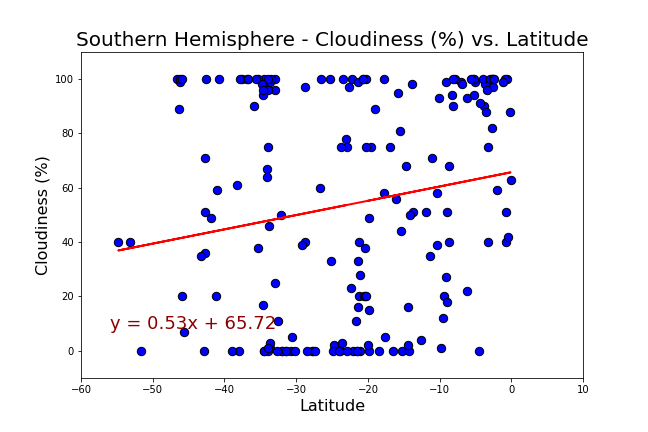 Southern Hemisphere - Cloudiness (%) vs. Latitude
100
80
60
40
20
0
Cloudiness (%)
y = 0.53x + 65.72
−60 −50 −40 −30 −20 −10 0 10
Latitude